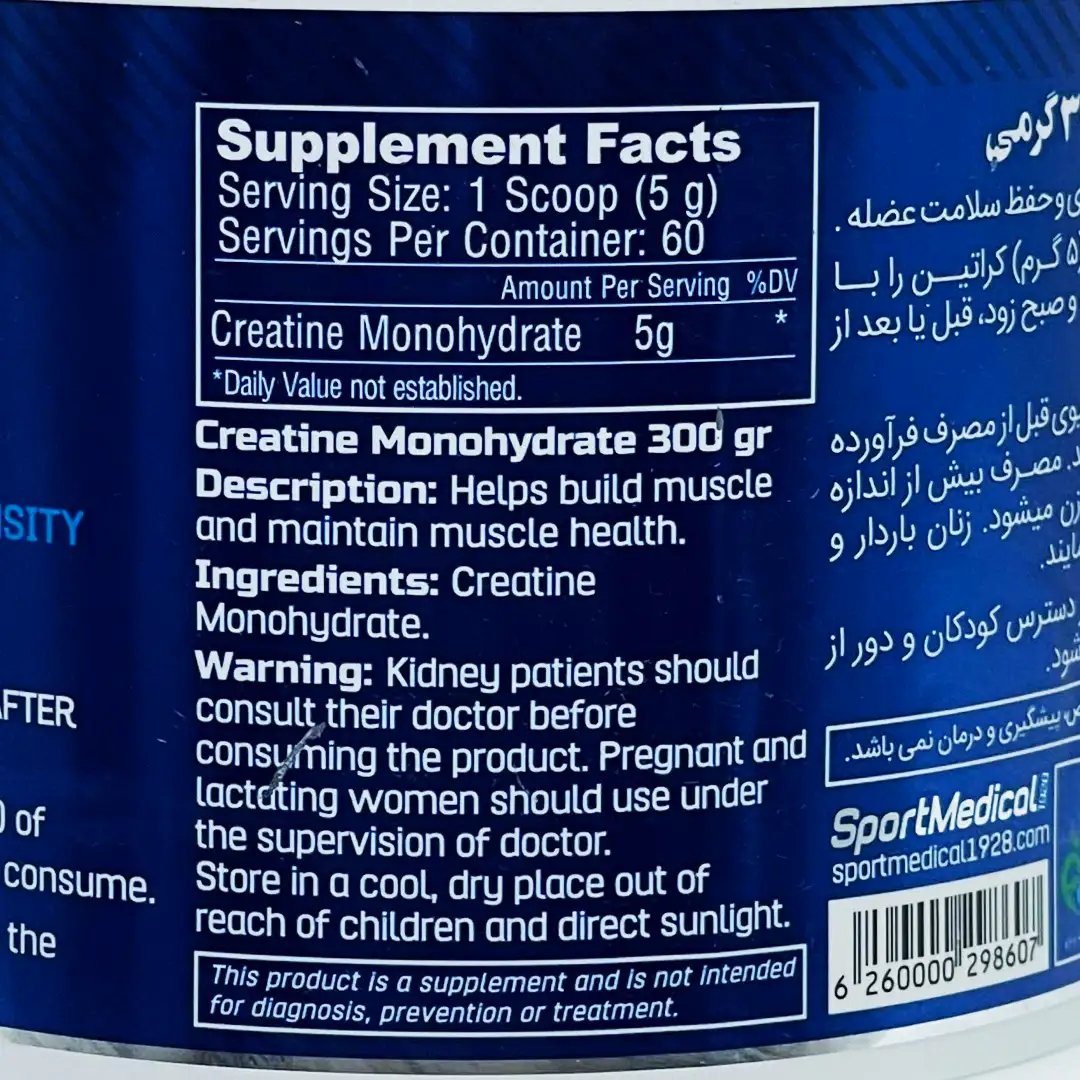 SITY
AFTER
of
consume.
the
Supplement Facts
Serving Size: 1 Scoop (5 g)
Servings Per Container: 60
Amount Per Serving %DV
Creatine Monohydrate 5g *
*Daily Value not established.
Creatine Monohydrate 300 gr
Description: Helps build muscle
and maintain muscle health.
Ingredients: Creatine
Monohydrate.
Warning: Kidney patients should
consult their doctor before
consuming the product. Pregnant and
lactating women should use under
the supervision of doctor.
Store in a cool, dry place out of
reach of children and direct sunlight.
This product is a supplement and is not intended
for diagnosis, prevention or treatment.
گرمی
و حفظ سلامت عضله .
(۵ گرم) کراتین را با
و صبح زود، قبل یا بعد از
قبل از مصرف فرآورده
مصرف بیش از اندازه
میشود. زنان باردار و
دسترس کودکان و دور از
پیشگیری و درمان نمی باشد.
SportMedical
sportmedical1928.com
6 260000 298607